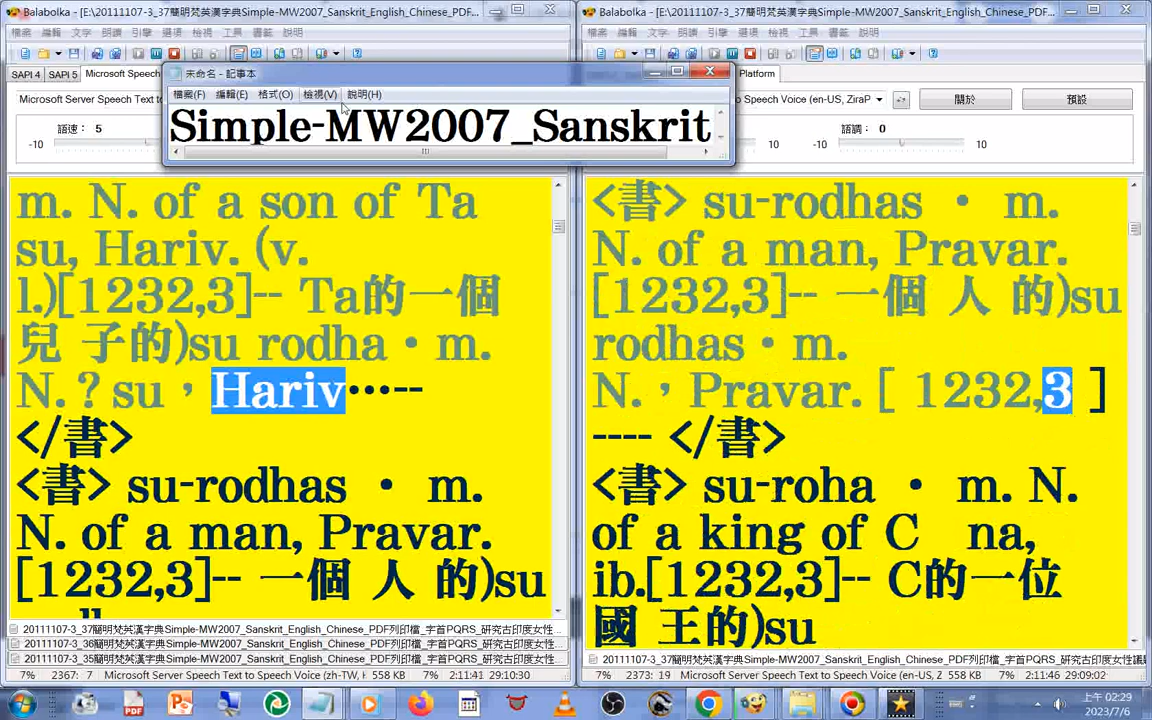 Balabolka - [E:\20111107-3_37簡明梵英漢字典Simple-MW2007_Sanskrit_English_Chinese_PDF...
檔案 編輯 文字 朗讀 引擎 選項 檢視 工具 書籤 說明
SAPI 4 SAPI 5 Microsoft Speech
Microsoft Server Speech Text to
語速： 5
-10
未命名 - 記事本
檔案(F) 編輯(E) 格式(O) 檢視(V) 說明(H)
Simple-MW2007_Sanskrit
m. N. of a son of Ta
su, Hariv. (v.
l.)[1232,3]-- Ta的一個
兒 子的)su rodha·m.
N.？su，Hariv…--
</書>
<書> su-rodhas · m.
N. of a man, Pravar.
[1232,3]-- 一個 人 的)su
20111107-3_37簡明梵英漢字典Simple-MW2007_Sanskrit_English_Chinese_PDF列印檔_字首PQRS_研究古印度女性...
20111107-3_36簡明梵英漢字典Simple-MW2007_Sanskrit_English_Chinese_PDF列印檔_字首PQRS_研究古印度女性...
20111107-3_35簡明梵英漢字典Simple-MW2007_Sanskrit_English_Chinese_PDF列印檔_字首PQRS_研究古印度女性...
7% 2367: 7 Microsoft Server Speech Text to Speech Voice (zh-TW, H 558 KB 7% 2:11:41 29:10:30
Balabolka - [E:\20111107-3_37簡明梵英漢字典Simple-MW2007_Sanskrit_English_Chinese_PDF...
檔案 編輯 文字 朗讀 引擎 選項 檢視 工具 書籤 說明
Platform
Speech Voice (en-US, ZiraP
關於
預設
語調： 0
10 -10 10
<書> su-rodhas · m.
N. of a man, Pravar.
[1232,3]-- 一個 人 的)su
rodhas·m.
N.，Pravar. [ 1232,3 ]
---- </書>
<書> su-roha · m. N.
of a king of C na,
ib.[1232,3]-- C的一位
國 王的)su
20111107-3_37簡明梵英漢字典Simple-MW2007_Sanskrit_English_Chinese_PDF列印檔_字首PQRS_研究古印度女性議
7% 2373: 19 Microsoft Server Speech Text to Speech Voice (en-US, Z 558 KB 7% 2:11:46 29:09:02
上午 02:29
2023/7/6